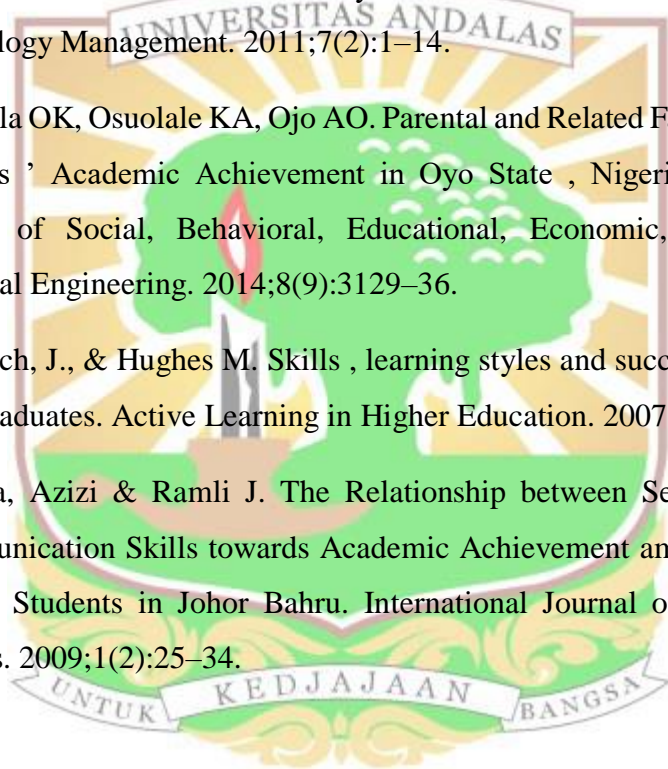 UNIVERSITAS ANDALAS
ology Management. 2011;7(2):1–14.
la OK, Osuolale KA, Ojo AO. Parental and Related F
s ’ Academic Achievement in Oyo State , Nigeri
of Social, Behavioral, Educational, Economic,
al Engineering. 2014;8(9):3129–36.
ch, J., & Hughes M. Skills , learning styles and succ
aduates. Active Learning in Higher Education. 2007
a, Azizi & Ramli J. The Relationship between Se
unication Skills towards Academic Achievement an
Students in Johor Bahru. International Journal o
s. 2009;1(2):25–34.
UNTUK KEDJAJAAN BANGSA